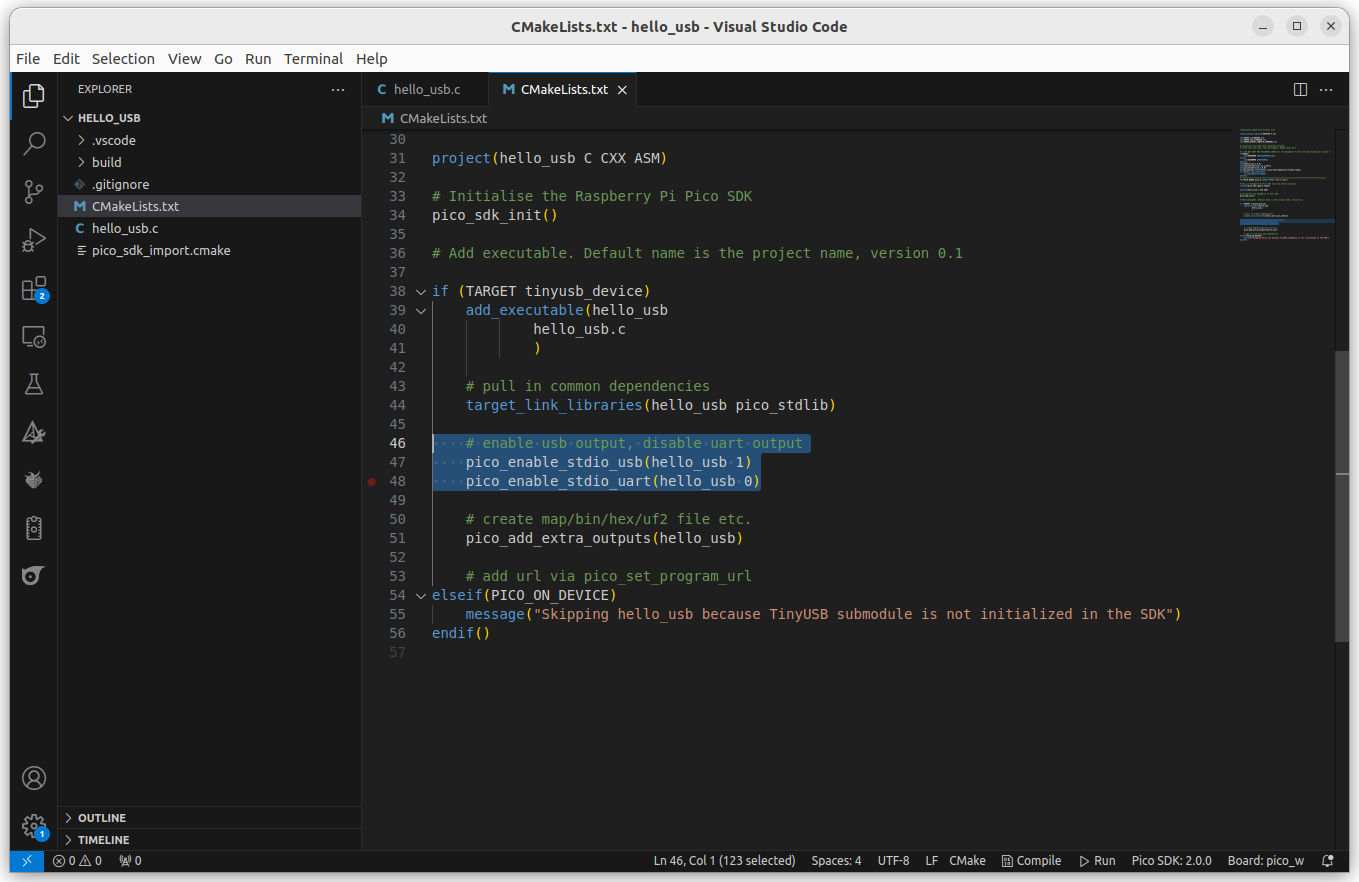 CMakeLists.txt - hello_usb - Visual Studio Code
File Edit Selection View Go Run Terminal Help
EXPLORER
HELLO_USB
.vscode
build
.gitignore
M CMakeLists.txt
C hello_usb.c
pico_sdk_import.cmake
OUTLINE
TIMELINE
2
1
C hello_usb.c M CMakeLists.txt
M CMakeLists.txt
30
31 project(hello_usb C CXX ASM)
32
33 # Initialise the Raspberry Pi Pico SDK
34 pico_sdk_init()
35
36 # Add executable. Default name is the project name, version 0.1
37
38 if (TARGET tinyusb_device)
39 add_executable(hello_usb
40 hello_usb.c
41 )
42
43 # pull in common dependencies
44 target_link_libraries(hello_usb pico_stdlib)
45
46 # enable usb output, disable uart output
47 pico_enable_stdio_usb(hello_usb 1)
48 pico_enable_stdio_uart(hello_usb 0)
49
50 # create map/bin/hex/uf2 file etc.
51 pico_add_extra_outputs(hello_usb)
52
53 # add url via pico_set_program_url
54 elseif(PICO_ON_DEVICE)
55 message("Skipping hello_usb because TinyUSB submodule is not initialized in the SDK")
56 endif()
57
0 0 0 Ln 46, Col 1 (123 selected) Spaces: 4 UTF-8 LF CMake Compile Run Pico SDK: 2.0.0 Board: pico_w